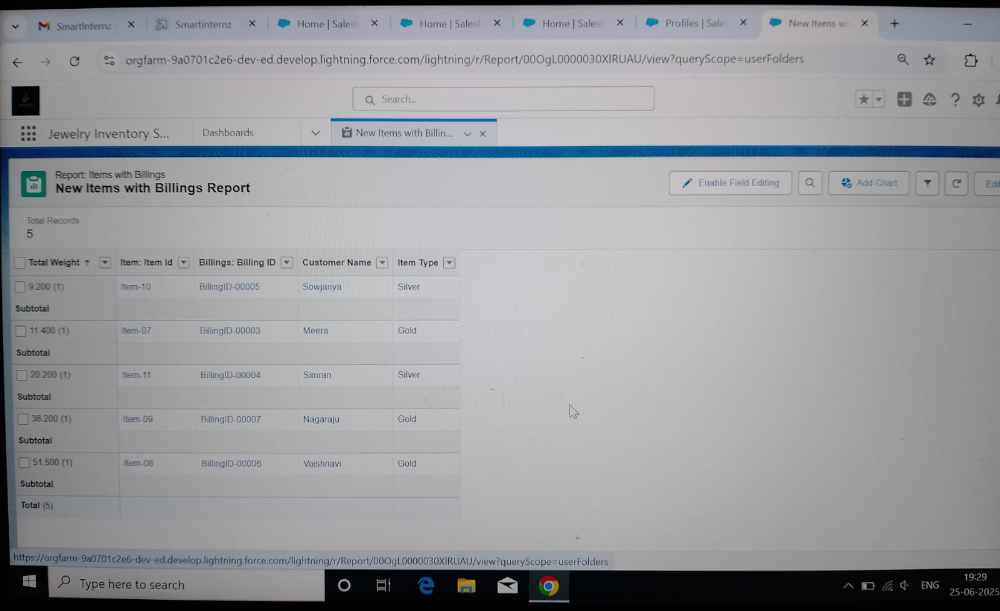 SmartInternz
Smartinternz
Home | Sales
Home | Sales
Home | Sales
Profiles | Sale
New Items w
orgfarm-9a0701c2e6-dev-ed.develop.lightning.force.com/lightning/r/Report/00OgL0000030XlRUAU/view?queryScope=userFolders
Search...
Jewelry Inventory S...
Dashboards
New Items with Billin...
Report: Items with Billings
New Items with Billings Report
Enable Field Editing
Add Chart
Edi
Total Records
5
Total Weight ↑ Item: Item Id Billings: Billing ID Customer Name Item Type
9.200 (1) Item-10 BillingID-00005 Sowjanya Silver
Subtotal
11.400 (1) Item-07 BillingID-00003 Meera Gold
Subtotal
20.200 (1) Item-11 BillingID-00004 Simran Silver
Subtotal
38.200 (1) Item-09 BillingID-00007 Nagaraju Gold
Subtotal
51.500 (1) Item-08 BillingID-00006 Vaishnavi Gold
Subtotal
Total (5)
https://orgfarm-9a0701c2e6-dev-ed.develop.lightning.force.com/lightning/r/Report/00OgL0000030XlRUAU/view?queryScope=userFolders
Type here to search
ENG
19:29
25-06-2025